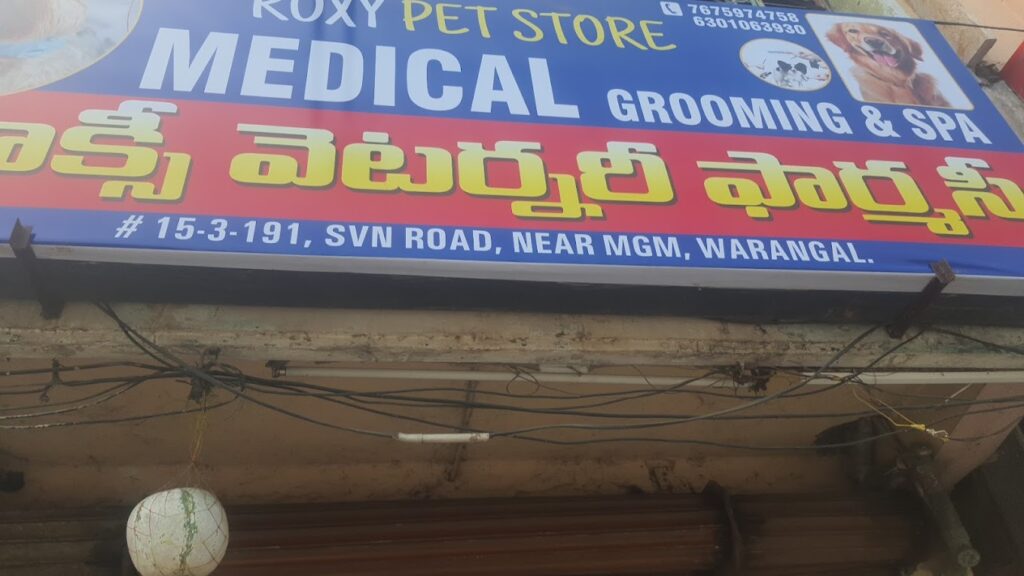 ROXY PET STORE
7675974758
6301063930
MEDICAL GROOMING & SPA
రాక్సీ వెటర్నరీ ఫార్మసీ
# 15-3-191, SVN ROAD, NEAR MGM, WARANGAL.